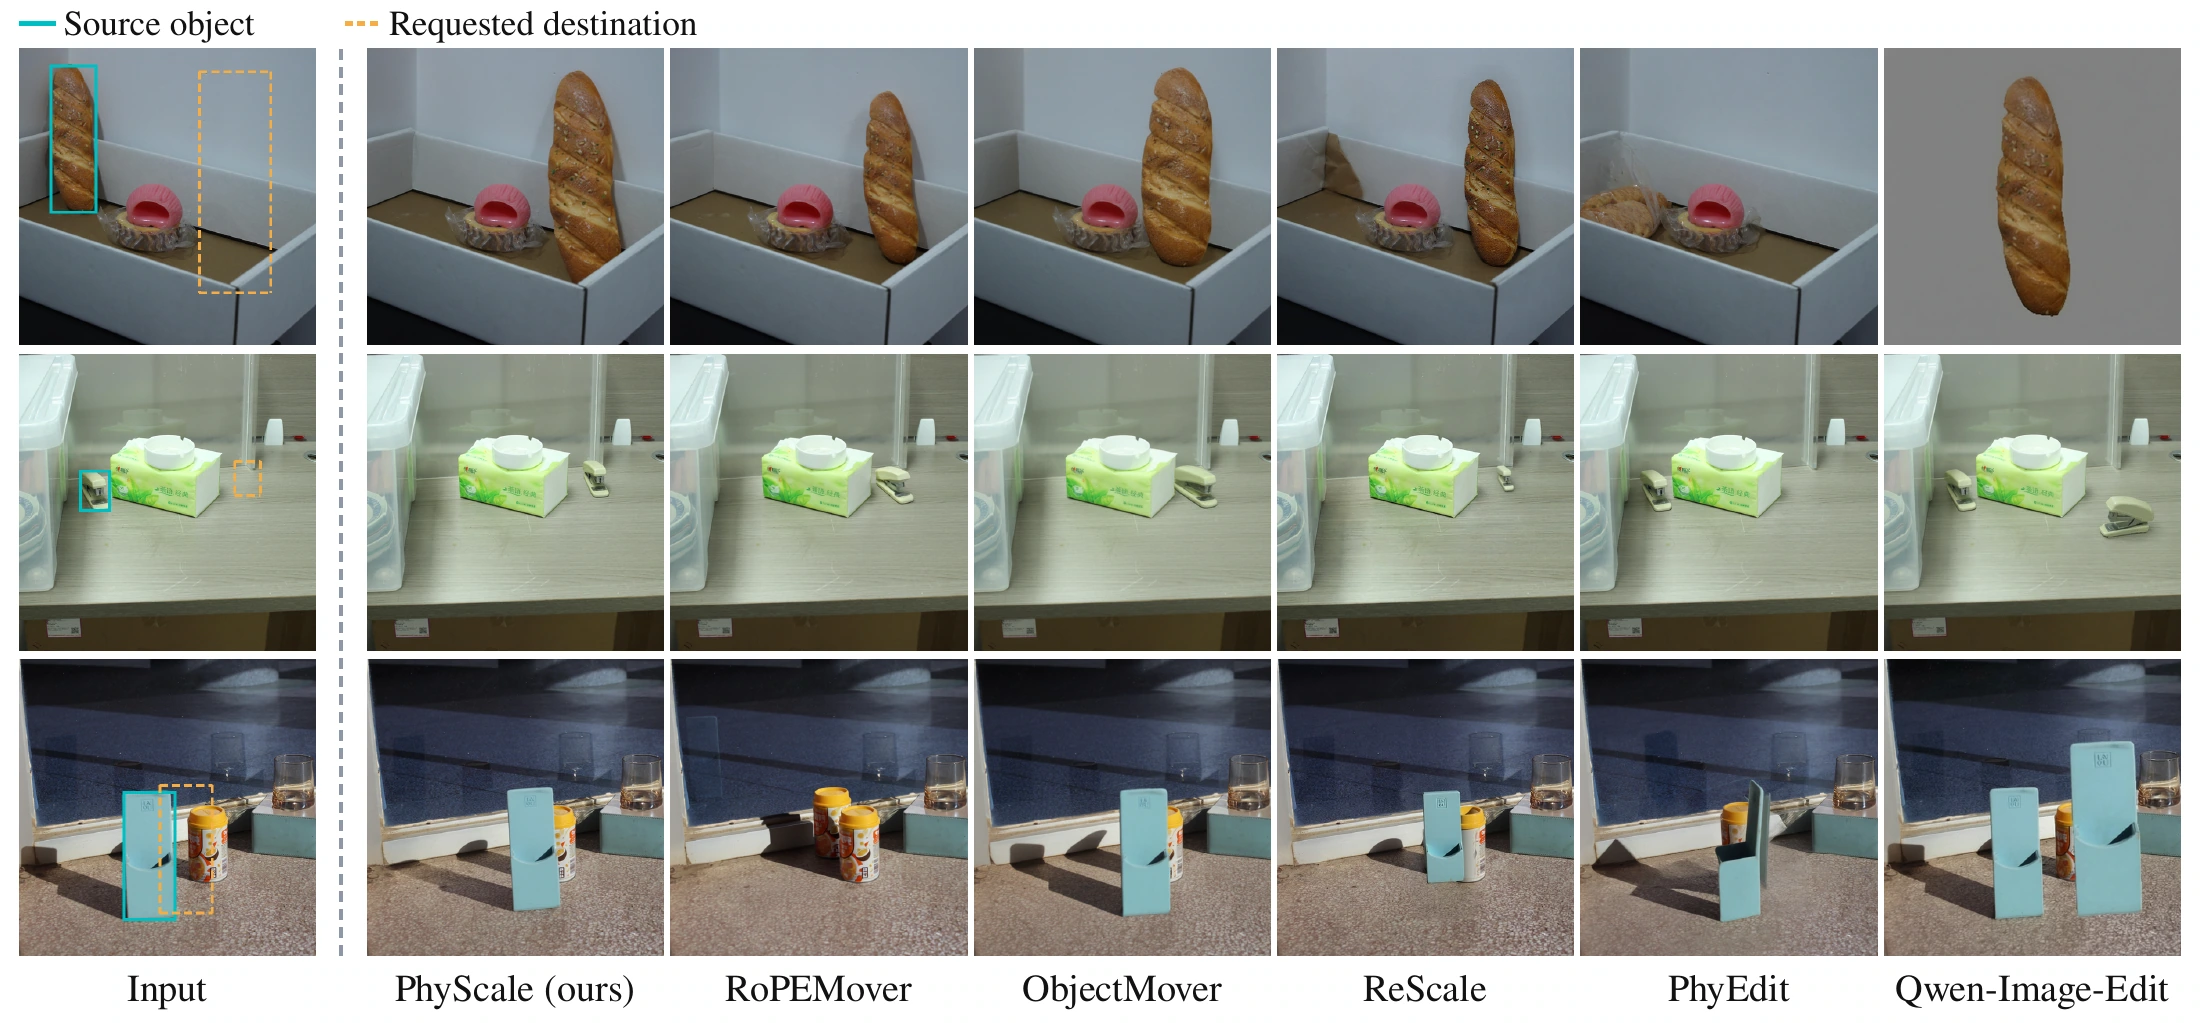 Source object
Requested destination
Input
PhyScale (ours)
RoPEMover
ObjectMover
ReScale
PhyEdit
Qwen-Image-Edit